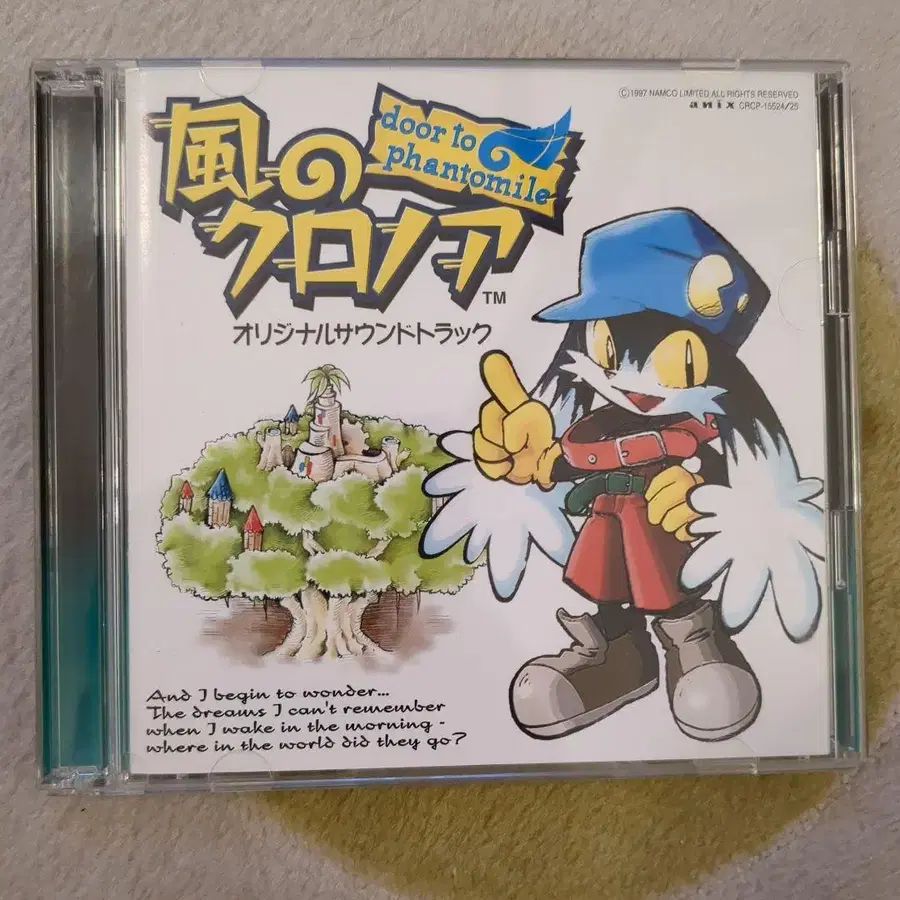 ©1997 NAMCO LIMITED ALL RIGHTS RESERVED
anix CRCP-15524/25
door to
phantomile
風の
クロノア
TM
オリジナルサウンドトラック
And I begin to wonder...
The dreams I can't remember
when I wake in the morning -
where in the world did they go?